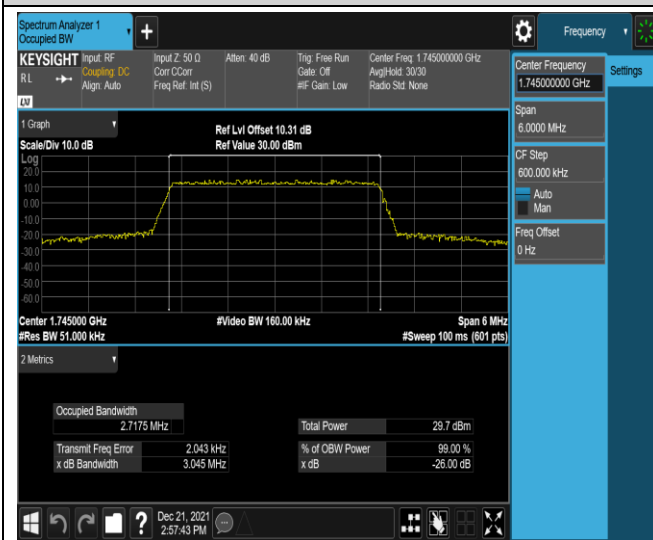 Spectrum Analyzer 1
Occupied BW
Frequency
KEYSIGHT
RL
LXI
Input: RF
Coupling: DC
Align: Auto
Input Z: 50 Ω
Corr CCorr
Freq Ref: Int (S)
Atten: 40 dB
Trig: Free Run
Gate: Off
#IF Gain: Low
Center Freq: 1.745000000 GHz
Avg|Hold: 30/30
Radio Std: None
Center Frequency
1.745000000 GHz
Settings
Span
6.0000 MHz
CF Step
600.000 kHz
Auto
Man
Freq Offset
0 Hz
1 Graph
Scale/Div 10.0 dB
Ref Lvl Offset 10.31 dB
Ref Value 30.00 dBm
Log
20.0
10.0
0.00
-10.0
-20.0
-30.0
-40.0
-50.0
-60.0
Center 1.745000 GHz
#Res BW 51.000 kHz
#Video BW 160.00 kHz
Span 6 MHz
#Sweep 100 ms (601 pts)
2 Metrics
Occupied Bandwidth
2.7175 MHz
Total Power 29.7 dBm
Transmit Freq Error 2.043 kHz
% of OBW Power 99.00 %
x dB Bandwidth 3.045 MHz
x dB -26.00 dB
?
Dec 21, 2021
2:57:43 PM